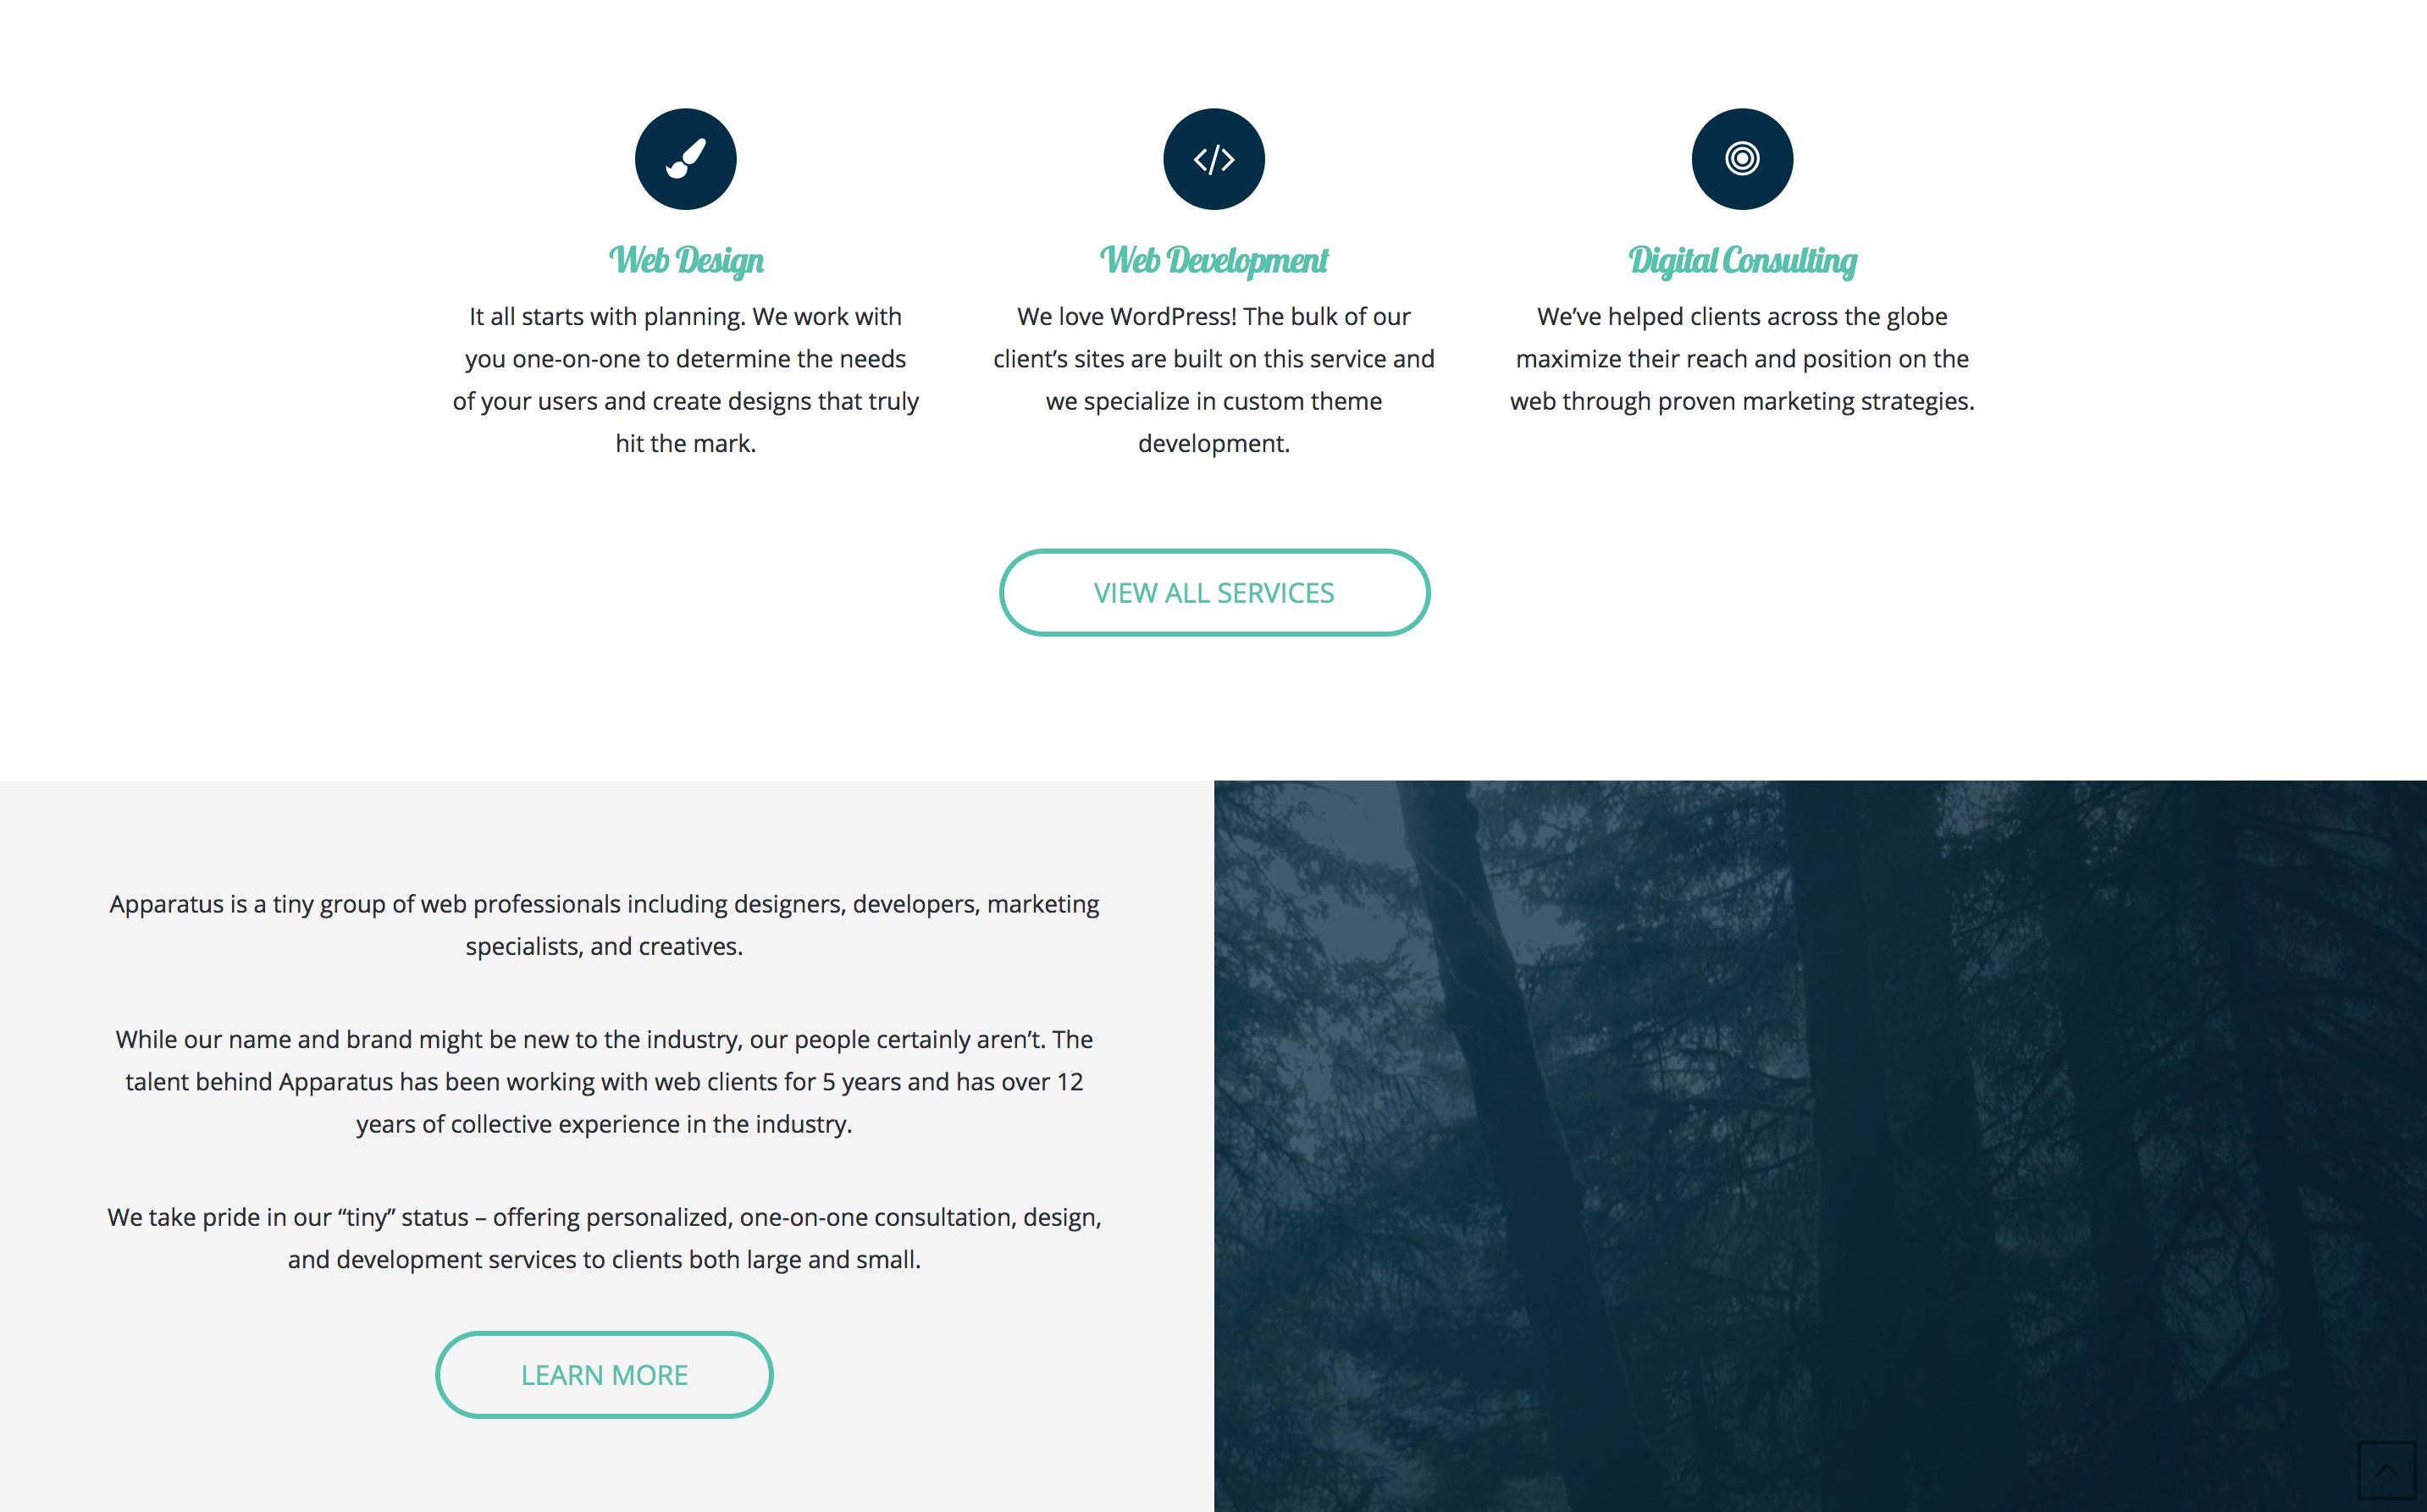 Web Design
It all starts with planning. We work with
you one-on-one to determine the needs
of your users and create designs that truly
hit the mark.
Web Development
We love WordPress! The bulk of our
client’s sites are built on this service and
we specialize in custom theme
development.
Digital Consulting
We’ve helped clients across the globe
maximize their reach and position on the
web through proven marketing strategies.
VIEW ALL SERVICES
Apparatus is a tiny group of web professionals including designers, developers, marketing
specialists, and creatives.
While our name and brand might be new to the industry, our people certainly aren’t. The
talent behind Apparatus has been working with web clients for 5 years and has over 12
years of collective experience in the industry.
We take pride in our “tiny” status – offering personalized, one-on-one consultation, design,
and development services to clients both large and small.
LEARN MORE